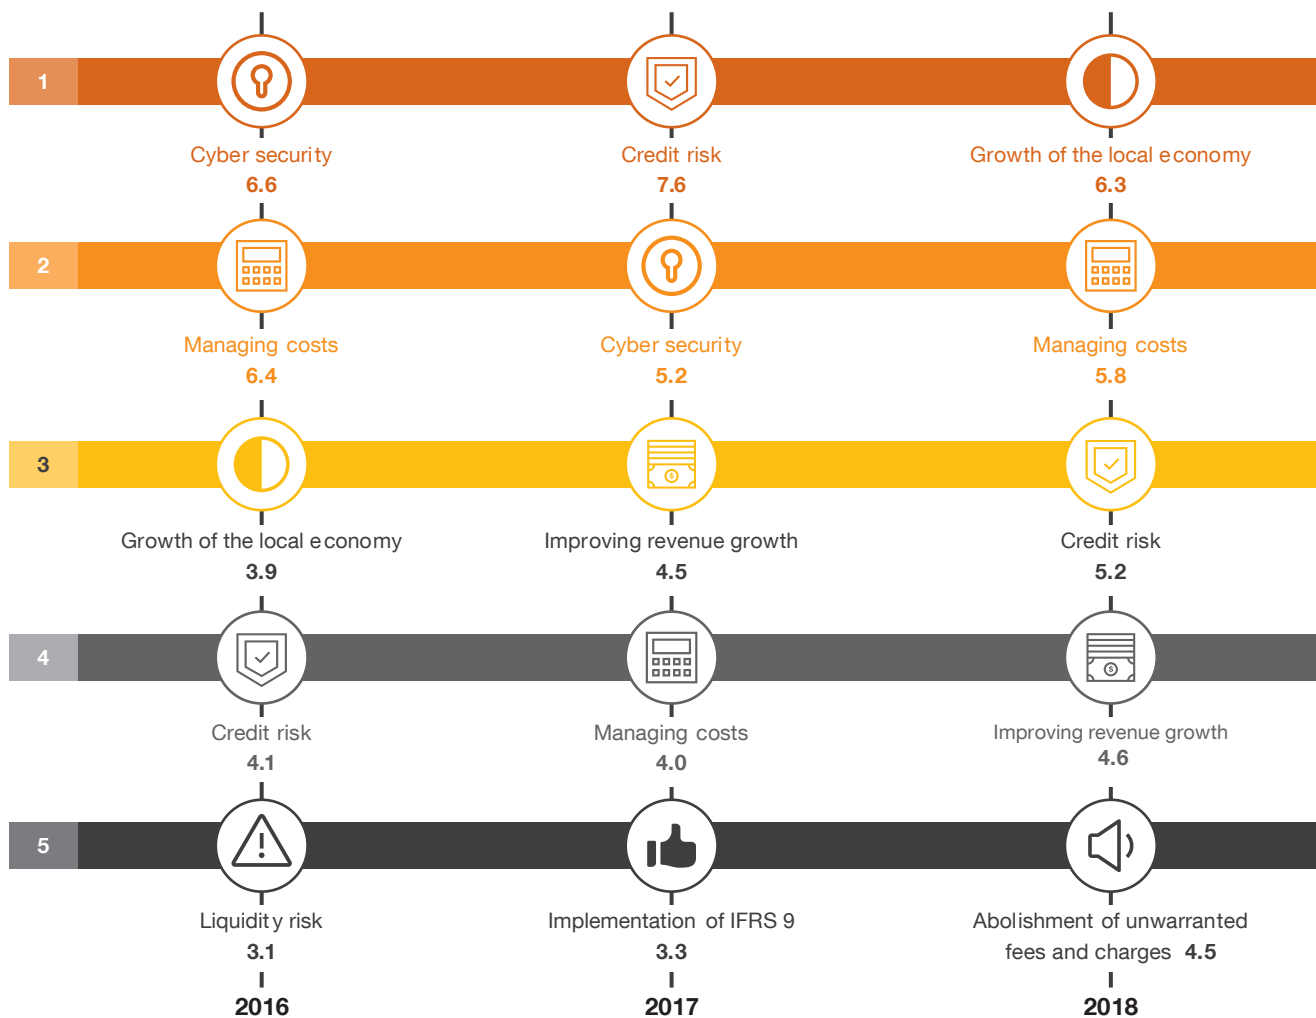 1
Cyber security
6.6
Credit risk
7.6
Growth of the local economy
6.3
2
Managing costs
6.4
Cyber security
5.2
Managing costs
5.8
3
Growth of the local economy
3.9
Improving revenue growth
4.5
Credit risk
5.2
4
Credit risk
4.1
Managing costs
4.0
Improving revenue growth
4.6
5
Liquidity risk
3.1
Implementation of IFRS 9
3.3
Abolishment of unwarranted
fees and charges 4.5
2016
2017
2018